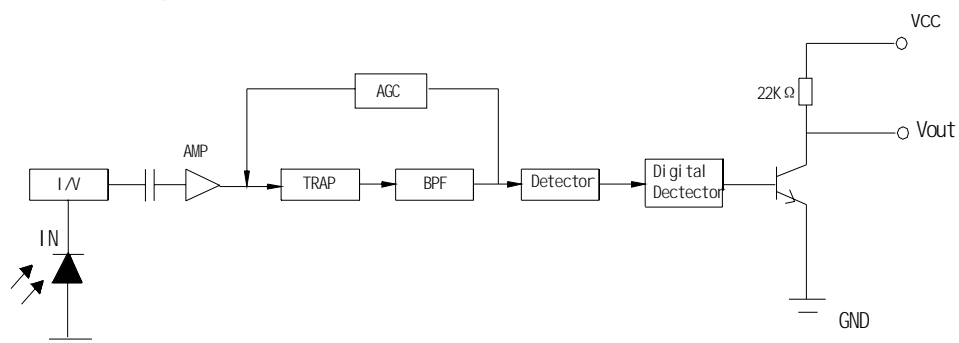 VCC
22KΩ
Vout
AGC
AMP
I/V
TRAP
BPF
Detector
Digital
Dectector
IN
GND